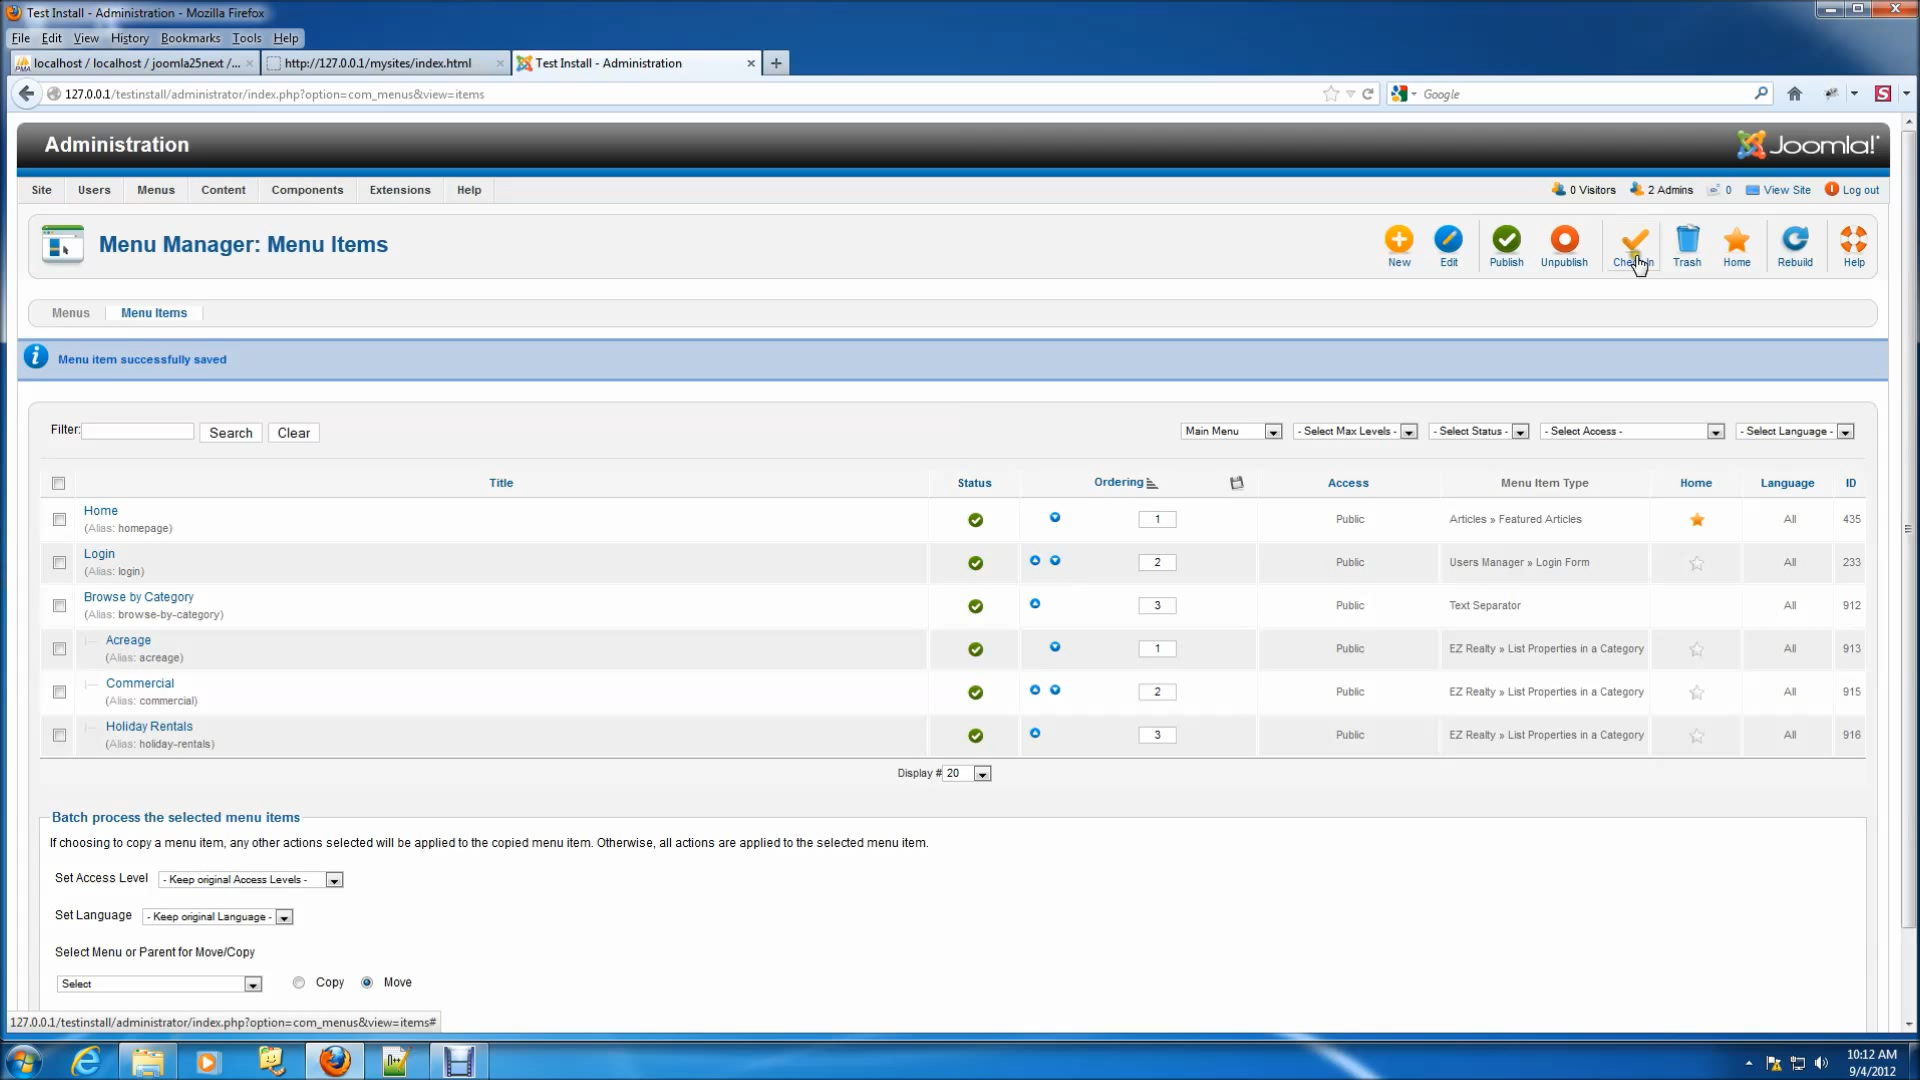 Test Install - Administration - Mozilla Firefox
File Edit View History Bookmarks Tools Help
localhost / localhost / joomla25next /... http://127.0.0.1/mysites/index.html Test Install - Administration
127.0.0.1/testinstall/administrator/index.php?option=com_menus&view=items Google
Administration Joomla!
Site Users Menus Content Components Extensions Help 0 Visitors 2 Admins 0 View Site Log out
Menu Manager: Menu Items
New Edit Publish Unpublish Trash Home Rebuild Help
Menus Menu Items
Menu item successfully saved
Filter: Search Clear Main Menu - Select Max Levels - - Select Status - - Select Access - - Select Language -
Title Status Ordering Access Menu Item Type Home Language ID
Home 1 Public Articles » Featured Articles All 435
(Alias: homepage)
Login 2 Public Users Manager » Login Form All 233
(Alias: login)
Browse by Category 3 Public Text Separator All 912
(Alias: browse-by-category)
Acreage 1 Public EZ Realty » List Properties in a Category All 913
(Alias: acreage)
Commercial 2 Public EZ Realty » List Properties in a Category All 915
(Alias: commercial)
Holiday Rentals 3 Public EZ Realty » List Properties in a Category All 916
(Alias: holiday-rentals)
Display # 20
Batch process the selected menu items
If choosing to copy a menu item, any other actions selected will be applied to the copied menu item. Otherwise, all actions are applied to the selected menu item.
Set Access Level - Keep original Access Levels -
Set Language - Keep original Language -
Select Menu or Parent for Move/Copy
Select Copy Move
127.0.0.1/testinstall/administrator/index.php?option=com_menus&view=items#
10:12 AM
9/4/2012